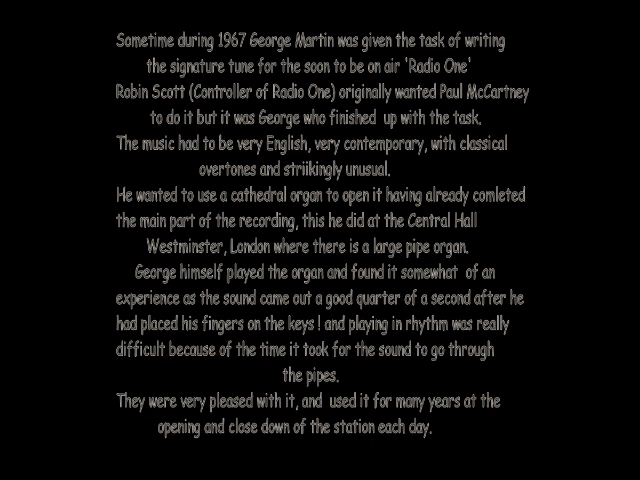 Sometime during 1967 George Martin was given the task of writing
the signature tune for the soon to be on air 'Radio One'
Robin Scott (Controller of Radio One) originally wanted Paul McCartney
to do it but it was George who finished up with the task.
The music had to be very English, very contemporary, with classical
overtones and striikingly unusual.
He wanted to use a cathedral organ to open it having already comleted
the main part of the recording, this he did at the Central Hall
Westminster, London where there is a large pipe organ.
George himself played the organ and found it somewhat of an
experience as the sound came out a good quarter of a second after he
had placed his fingers on the keys ! and playing in rhythm was really
difficult because of the time it took for the sound to go through
the pipes.
They were very pleased with it, and used it for many years at the
opening and close down of the station each day.